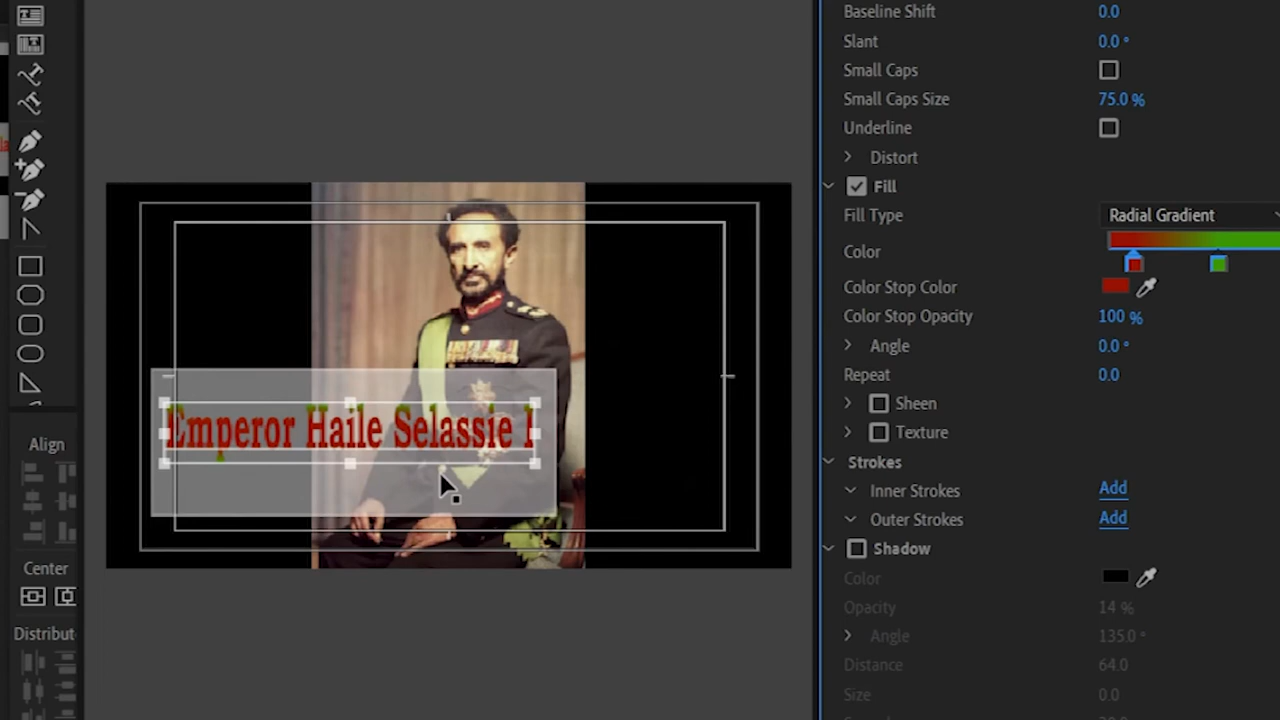 Baseline Shift 0.0
Slant 0.0 °
Small Caps
Small Caps Size 75.0 %
Underline
Distort
Fill
Fill Type Radial Gradient
Color
Color Stop Color
Color Stop Opacity 100 %
Angle 0.0 °
Repeat 0.0
Sheen
Emperor Haile Selassie I
Texture
Align
Strokes
Inner Strokes Add
Outer Strokes Add
Shadow
Center
Color
Opacity 14 %
Distribut
Angle 135.0 °
Distance 64.0
Size 0.0